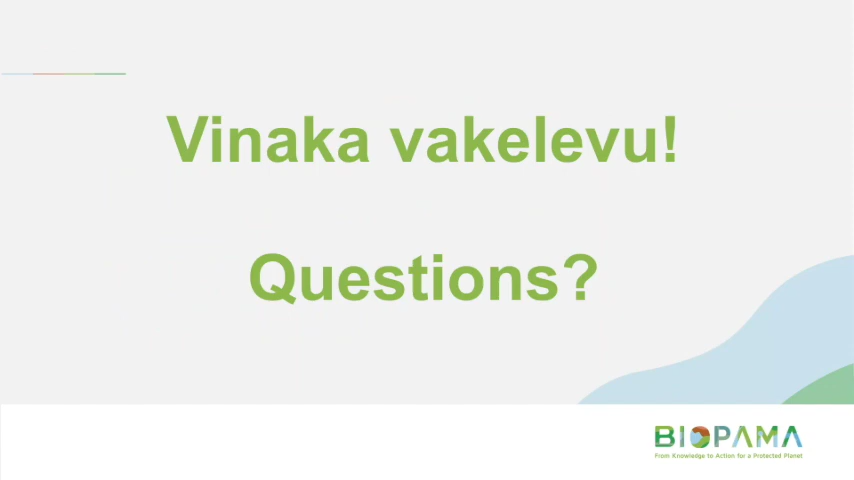 Vinaka vakelevu!
Questions?
BIOPAMA
From Knowledge to Action for a Protected Planet